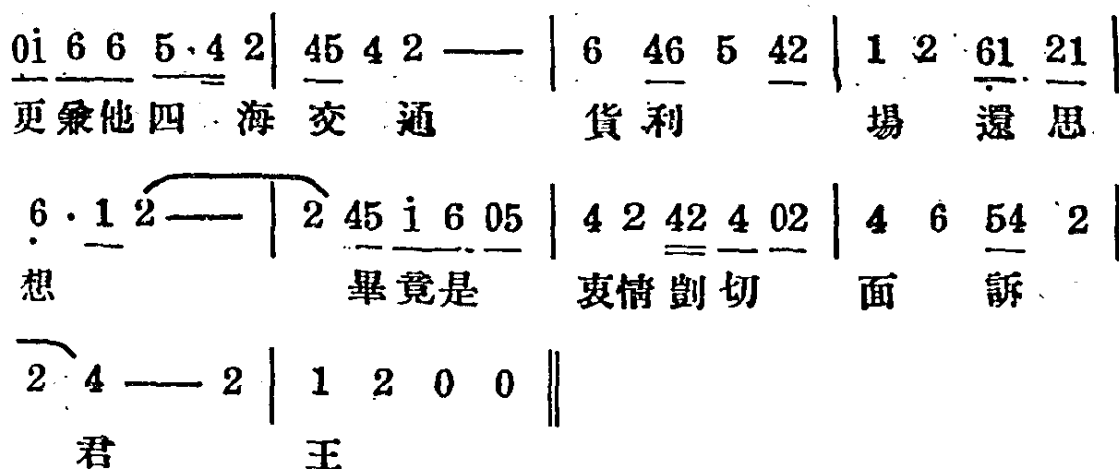 0i 6 6 5·4 2 | 45 4 2 — | 6 46 5 42 | 1 2 61 21 |
更兼他四海交通貨利場還思
6·1 2 — | 2 45 i 6 05 | 4 2 42 4 02 | 4 6 54 2 |
想畢竟是衷情剴切面訴
2 4 — 2 | 1 2 0 0 ‖
君王